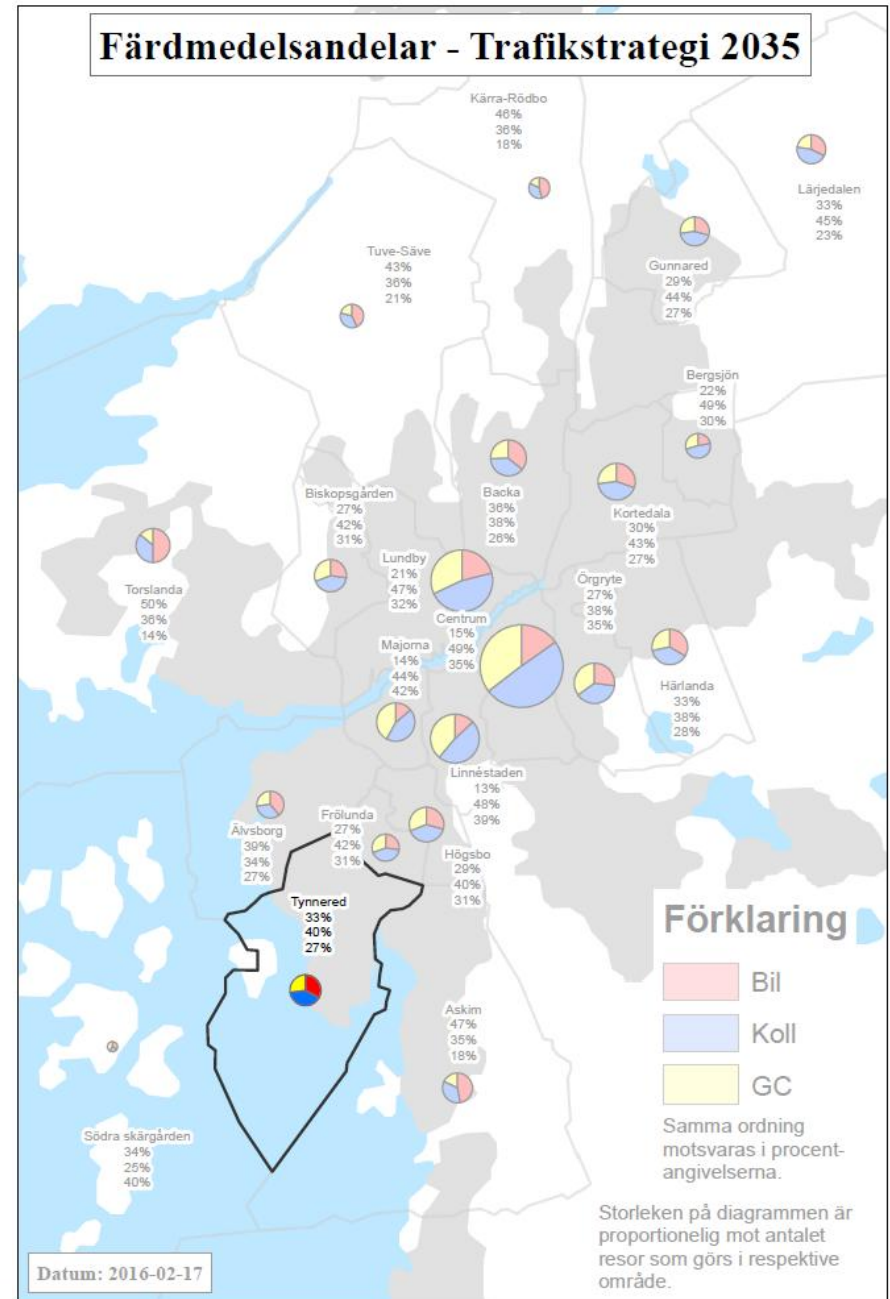 Färdmedelsandelar - Trafikstrategi 2035
Kärra-Rödbo
46%
36%
18%
Lärjedalen
33%
45%
23%
Tuve-Säve
43%
36%
21%
Gunnared
29%
44%
27%
Bergsjön
22%
49%
30%
Biskopsgården
27%
42%
31%
Backa
36%
38%
26%
Kortedala
30%
43%
27%
Torslanda
50%
36%
14%
Lundby
21%
47%
32%
Örgryte
27%
38%
35%
Centrum
15%
49%
35%
Majorna
14%
44%
42%
Härlanda
33%
38%
28%
Linnéstaden
13%
48%
39%
Älvsborg
39%
34%
27%
Frölunda
27%
42%
31%
Högsbo
29%
40%
31%
Tynnered
33%
40%
27%
Askim
47%
35%
18%
Södra skärgården
34%
25%
40%
Förklaring
Bil
Koll
GC
Samma ordning
motsvaras i procent-
angivelserna.
Storleken på diagrammen är
proportionelig mot antalet
resor som görs i respektive
område.
Datum: 2016-02-17